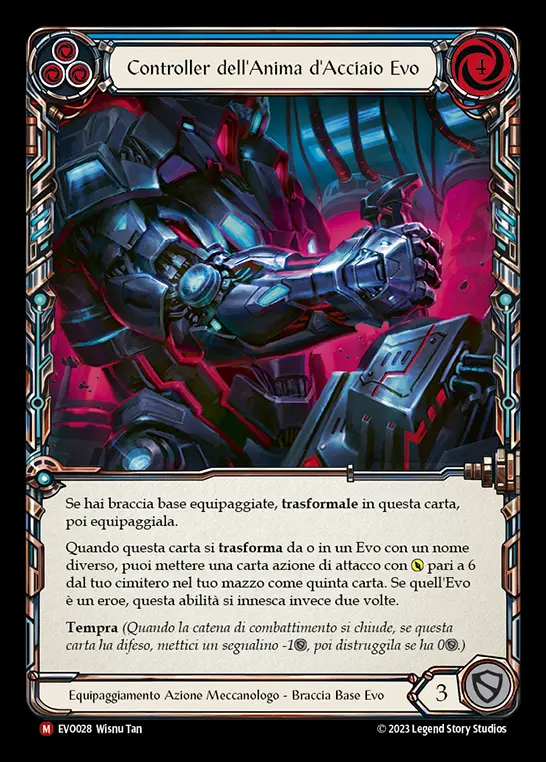 Controller dell'Anima d'Acciaio Evo
4
Se hai braccia base equipaggiate, trasformale in questa carta,
poi equipaggiala.
Quando questa carta si trasforma da o in un Evo con un nome
diverso, puoi mettere una carta azione di attacco con pari a 6
dal tuo cimitero nel tuo mazzo come quinta carta. Se quell'Evo
è un eroe, questa abilità si innesca invece due volte.
Tempra (Quando la catena di combattimento si chiude, se questa
carta ha difeso, mettici un segnalino -1, poi distruggila se ha 0.)
Equipaggiamento Azione Meccanologo - Braccia Base Evo
3
M EVO028 Wisnu Tan
© 2023 Legend Story Studios